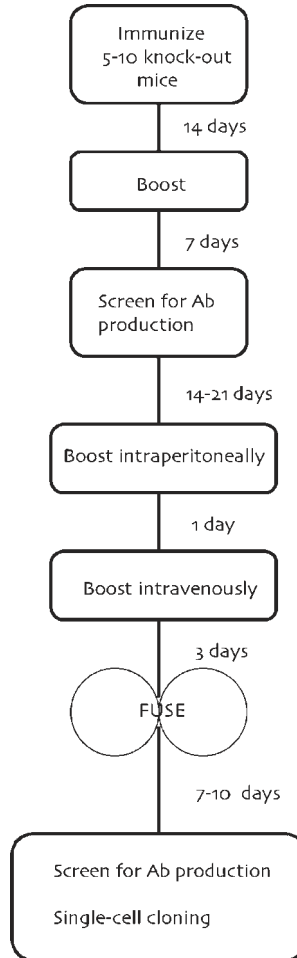 Immunize
5-10 knock-out
mice
14 days
Boost
7 days
Screen for Ab
production
14-21 days
Boost intraperitoneally
1 day
Boost intravenously
3 days
FUSE
7-10 days
Screen for Ab production
Single-cell cloning